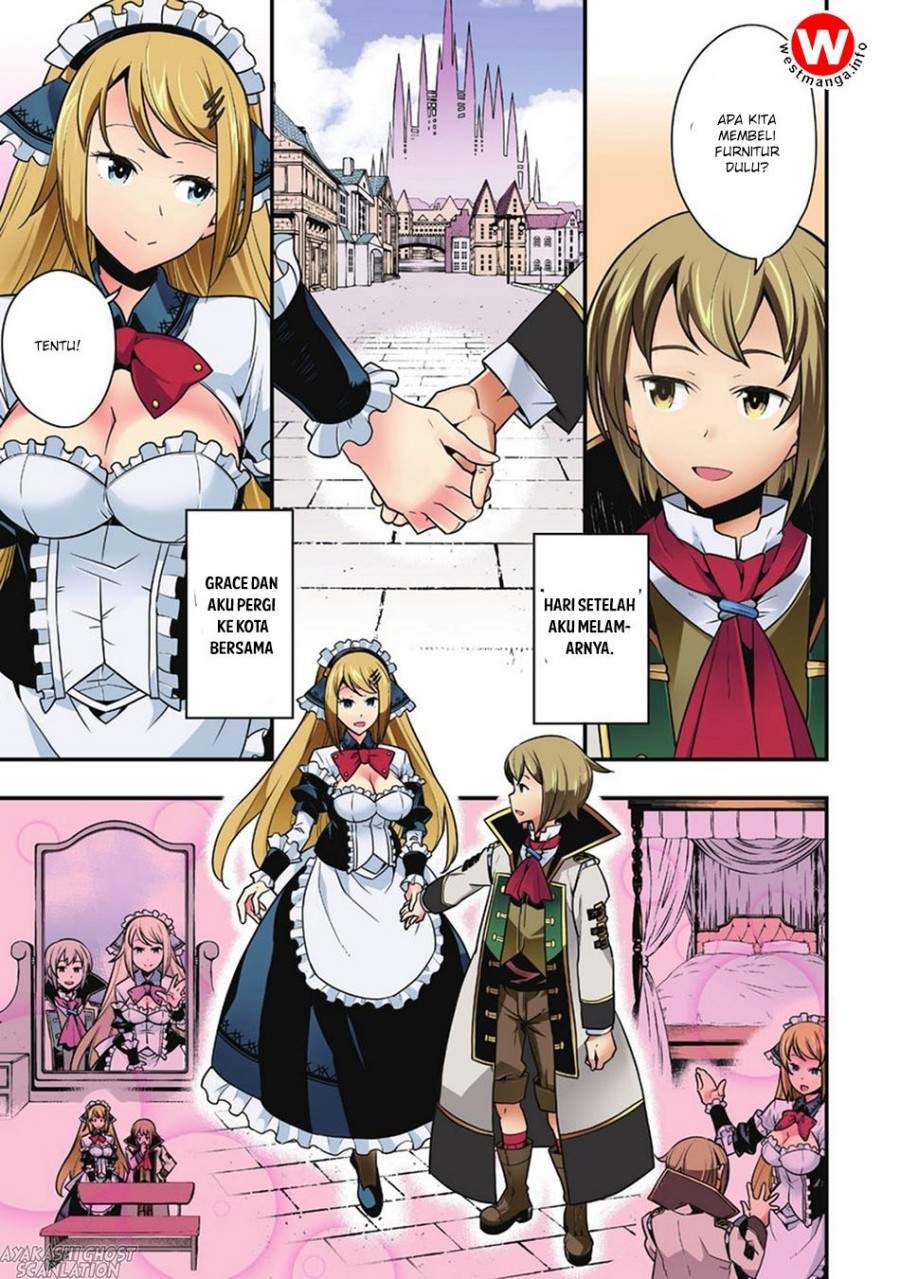 W
westmanga.info
APA KITA
MEMBELI
FURNITUR
DULU?
TENTU!
HARI SETELAH
AKU MELAM-
ARNYA.
GRACE DAN
AKU PERGI
KE KOTA
BERSAMA
AYAKASHI GHOST
SCANLATION